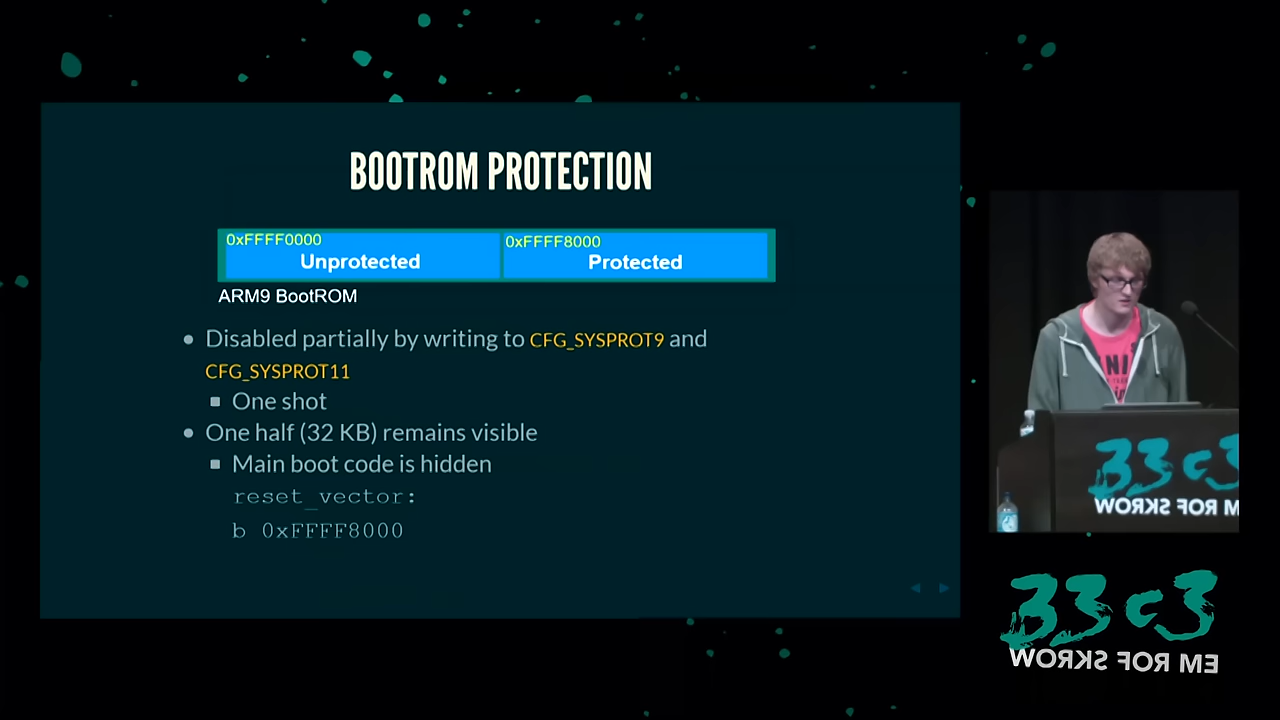 BOOTROM PROTECTION
0xFFFF0000 0xFFFF8000
Unprotected Protected
ARM9 BootROM
Disabled partially by writing to CFG_SYSPROT9 and
CFG_SYSPROT11
One shot
One half (32 KB) remains visible
Main boot code is hidden
reset_vector:
b 0xFFFF8000
33c3
WORKS FOR ME
33c3
WORKS FOR ME